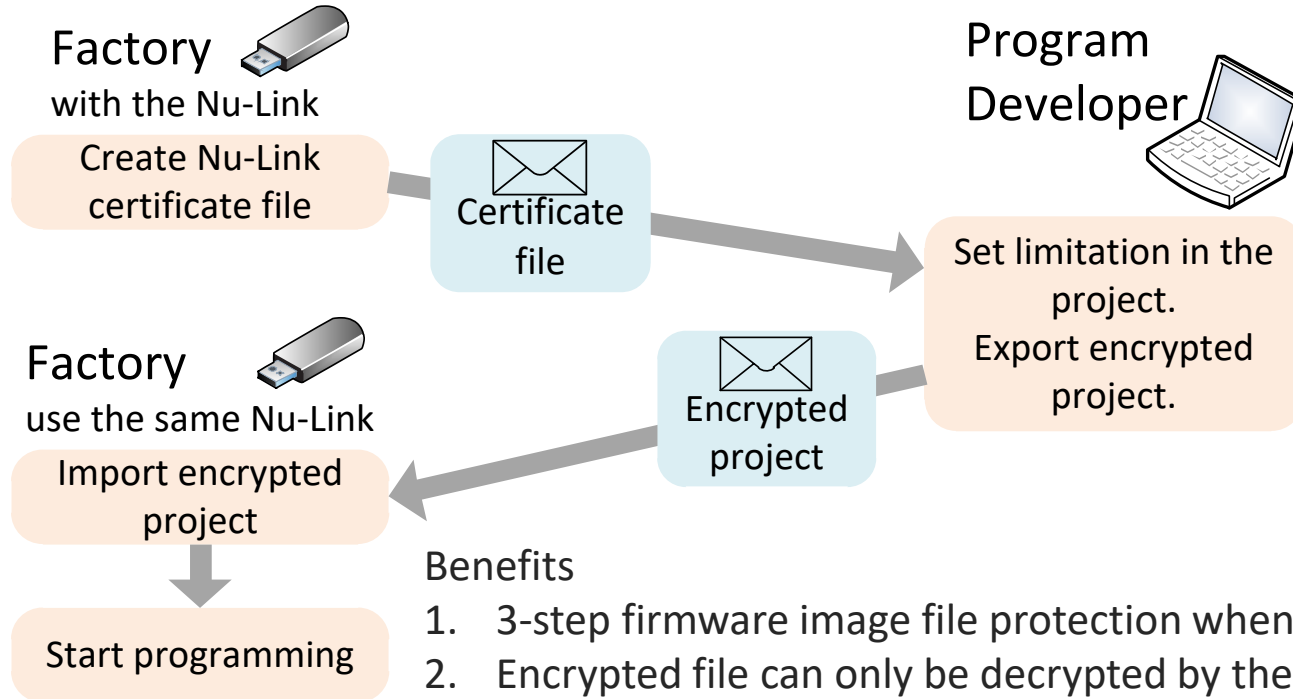 Factory
with the Nu-Link
Create Nu-Link
certificate file
Certificate
file
Program
Developer
Set limitation in the
project.
Export encrypted
project.
Encrypted
project
Factory
use the same Nu-Link
Import encrypted
project
Start programming
Benefits
1. 3-step firmware image file protection when
2. Encrypted file can only be decrypted by the